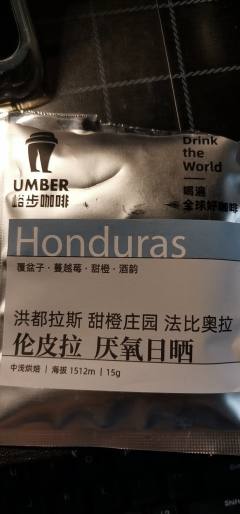 Drink
the
World
UMBER
喝遍
峪步咖啡
全球好咖啡
Honduras
覆盆子·蔓越莓·甜橙·酒韵
洪都拉斯 甜橙庄园 法比奥拉
伦皮拉 厌氧日晒
中浅烘焙 | 海拔 1512m | 15g